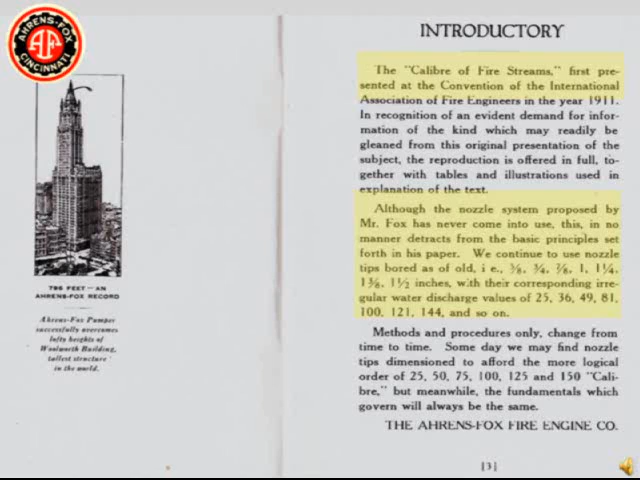 AHRENS-FOX
AF
CINCINNATI
795 FEET — AN
AHRENS-FOX RECORD
Ahrens-Fox Pumper
successfully overcomes
lofty heights of
Woolworth Building,
tallest structure
in the world.
INTRODUCTORY
The "Calibre of Fire Streams," first pre-
sented at the Convention of the International
Association of Fire Engineers in the year 1911.
In recognition of an evident demand for infor-
mation of the kind which may readily be
gleaned from this original presentation of the
subject, the reproduction is offered in full, to-
gether with tables and illustrations used in
explanation of the text.
Although the nozzle system proposed by
Mr. Fox has never come into use, this, in no
manner detracts from the basic principles set
forth in his paper. We continue to use nozzle
tips bored as of old, i e., ⅝, ¾, ⅞, 1, 1¼,
1⅜, 1½ inches, with their corresponding irre-
gular water discharge values of 25, 36, 49, 81,
100, 121, 144, and so on.
Methods and procedures only, change from
time to time. Some day we may find nozzle
tips dimensioned to afford the more logical
order of 25, 50, 75, 100, 125 and 150 "Cali-
bre," but meanwhile, the fundamentals which
govern will always be the same.
THE AHRENS-FOX FIRE ENGINE CO.
[3]